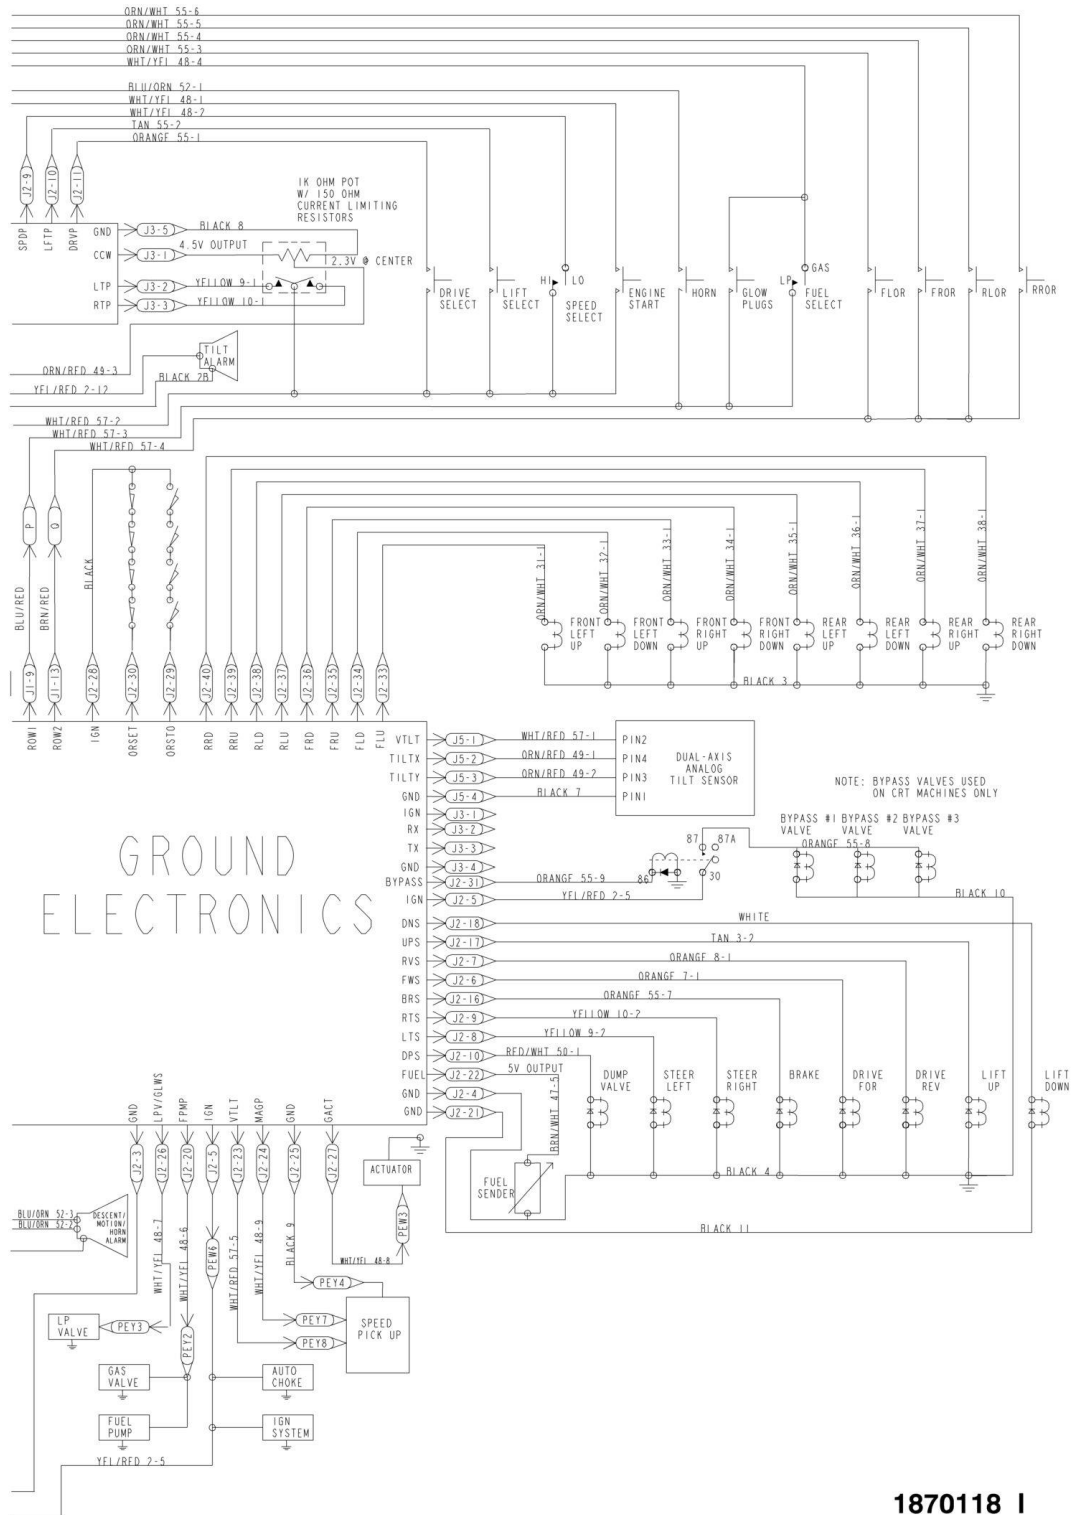 ORN/WHT 55-6
ORN/WHT 55-5
ORN/WHT 55-4
ORN/WHT 55-3
WHT/YEL 48-4
BLU/ORN 52-1
WHT/YEL 48-1
WHT/YEL 48-2
TAN 55-2
ORANGE 55-1
J2-9
J2-10
J2-11
SPDP
LFTP
DRVP
1K OHM POT
W/ 150 OHM
CURRENT LIMITING
RESISTORS
GND J3-5 BLACK 8
CCW J3-1 4.5V OUTPUT
2.3V @ CENTER
LTP J3-2 YELLOW 9-1
RTP J3-3 YELLOW 10-1
DRIVE
SELECT
LIFT
SELECT
HI LO
SPEED
SELECT
ENGINE
START
HORN
GLOW
PLUGS
GAS
LP
FUEL
SELECT
FLOR
FROR
RLOR
RROR
TILT
ALARM
ORN/RED 49-3
BLACK 2B
YEL/RED 2-12
WHT/RED 57-2
WHT/RED 57-3
WHT/RED 57-4
P
Q
BLU/RED
BRN/RED
BLACK
ORN/WHT 31-1
ORN/WHT 32-1
ORN/WHT 33-1
ORN/WHT 34-1
ORN/WHT 35-1
ORN/WHT 36-1
ORN/WHT 37-1
ORN/WHT 38-1
FRONT
LEFT
UP
FRONT
LEFT
DOWN
FRONT
RIGHT
UP
FRONT
RIGHT
DOWN
REAR
LEFT
UP
REAR
LEFT
DOWN
REAR
RIGHT
UP
REAR
RIGHT
DOWN
BLACK 3
J1-9
J1-13
J2-28
J2-30
J2-29
J2-40
J2-39
J2-38
J2-37
J2-36
J2-35
J2-34
J2-33
ROW1
ROW2
IGN
ORSET
ORSTO
RRD
RRU
RLD
RLU
FRD
FRU
FLD
FLU
VTLT J5-1 WHT/RED 57-1 PIN2
TILTX J5-2 ORN/RED 49-1 PIN4
TILTY J5-3 ORN/RED 49-2 PIN3
GND J5-4 BLACK 7 PIN1
DUAL-AXIS
ANALOG
TILT SENSOR
NOTE: BYPASS VALVES USED
ON CRT MACHINES ONLY
IGN J3-1
RX J3-2
TX J3-3
GND J3-4
BYPASS J2-31 ORANGE 55-9
IGN J2-5 YEL/RED 2-5
87 87A
86
30
BYPASS #1
VALVE
BYPASS #2
VALVE
BYPASS #3
VALVE
ORANGE 55-8
BLACK 10
GROUND
ELECTRONICS
DNS J2-18 WHITE
UPS J2-17 TAN 3-2
RVS J2-7 ORANGE 8-1
FWS J2-6 ORANGE 7-1
BRS J2-16 ORANGE 55-7
RTS J2-9 YELLOW 10-2
LTS J2-8 YELLOW 9-2
DPS J2-10 RED/WHT 50-1
FUEL J2-22 5V OUTPUT
GND J2-4
GND J2-21
BRN/WHT 47-5
DUMP
VALVE
STEER
LEFT
STEER
RIGHT
BRAKE
DRIVE
FOR
DRIVE
REV
LIFT
UP
LIFT
DOWN
BLACK 4
FUEL
SENDER
BLACK 11
GND
LPV/GLWS
FPMP
IGN
VTLT
MAGP
GND
GACT
J2-3
J2-26
J2-20
J2-5
J2-23
J2-24
J2-25
J2-27
ACTUATOR
PEW3
BLU/ORN 52-3
BLU/ORN 52-2
DESCENT/
MOTION/
HORN
ALARM
WHT/YEL 48-7
WHT/YEL 48-6
PEW6
WHT/RED 57-5
WHT/YEL 48-9
BLACK 9
WHT/YEL 48-8
PEY4
PEY7
PEY8
SPEED
PICK UP
LP
VALVE
PEY3
PEY2
GAS
VALVE
AUTO
CHOKE
FUEL
PUMP
IGN
SYSTEM
YEL/RED 2-5
1870118 I